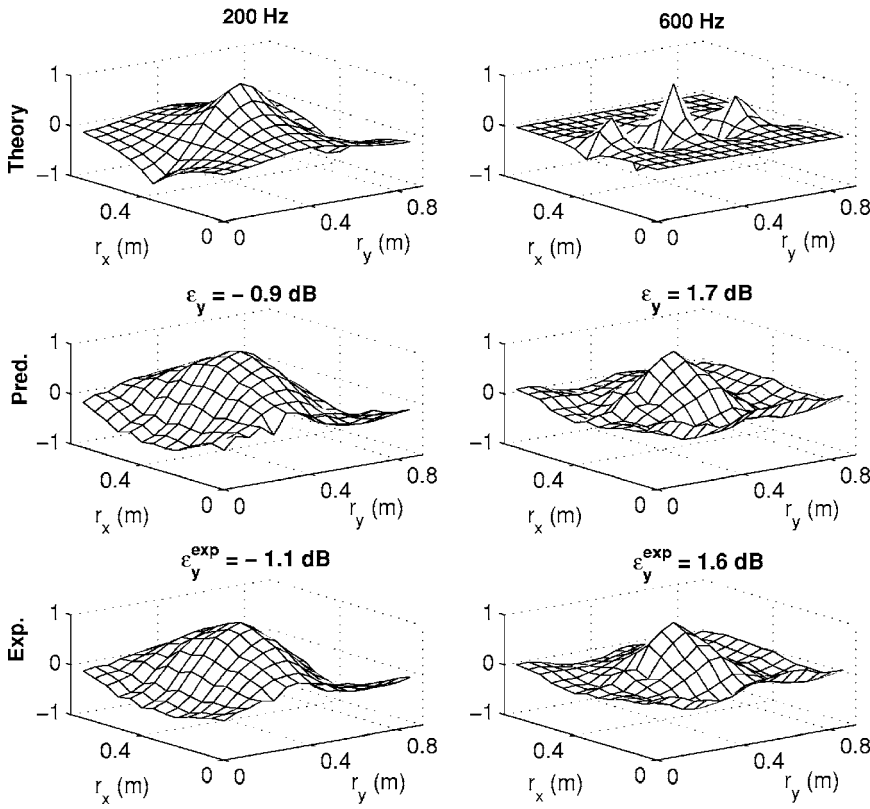 200 Hz
600 Hz
Theory
1
0
−1
0.4
0
0
0.4
0.8
r_x (m)
r_y (m)
1
0
−1
0.4
0
0
0.4
0.8
r_x (m)
r_y (m)
ε_y = − 0.9 dB
ε_y = 1.7 dB
Pred.
1
0
−1
0.4
0
0
0.4
0.8
r_x (m)
r_y (m)
1
0
−1
0.4
0
0
0.4
0.8
r_x (m)
r_y (m)
ε_y^exp = − 1.1 dB
ε_y^exp = 1.6 dB
Exp.
1
0
−1
0.4
0
0
0.4
0.8
r_x (m)
r_y (m)
1
0
−1
0.4
0
0
0.4
0.8
r_x (m)
r_y (m)